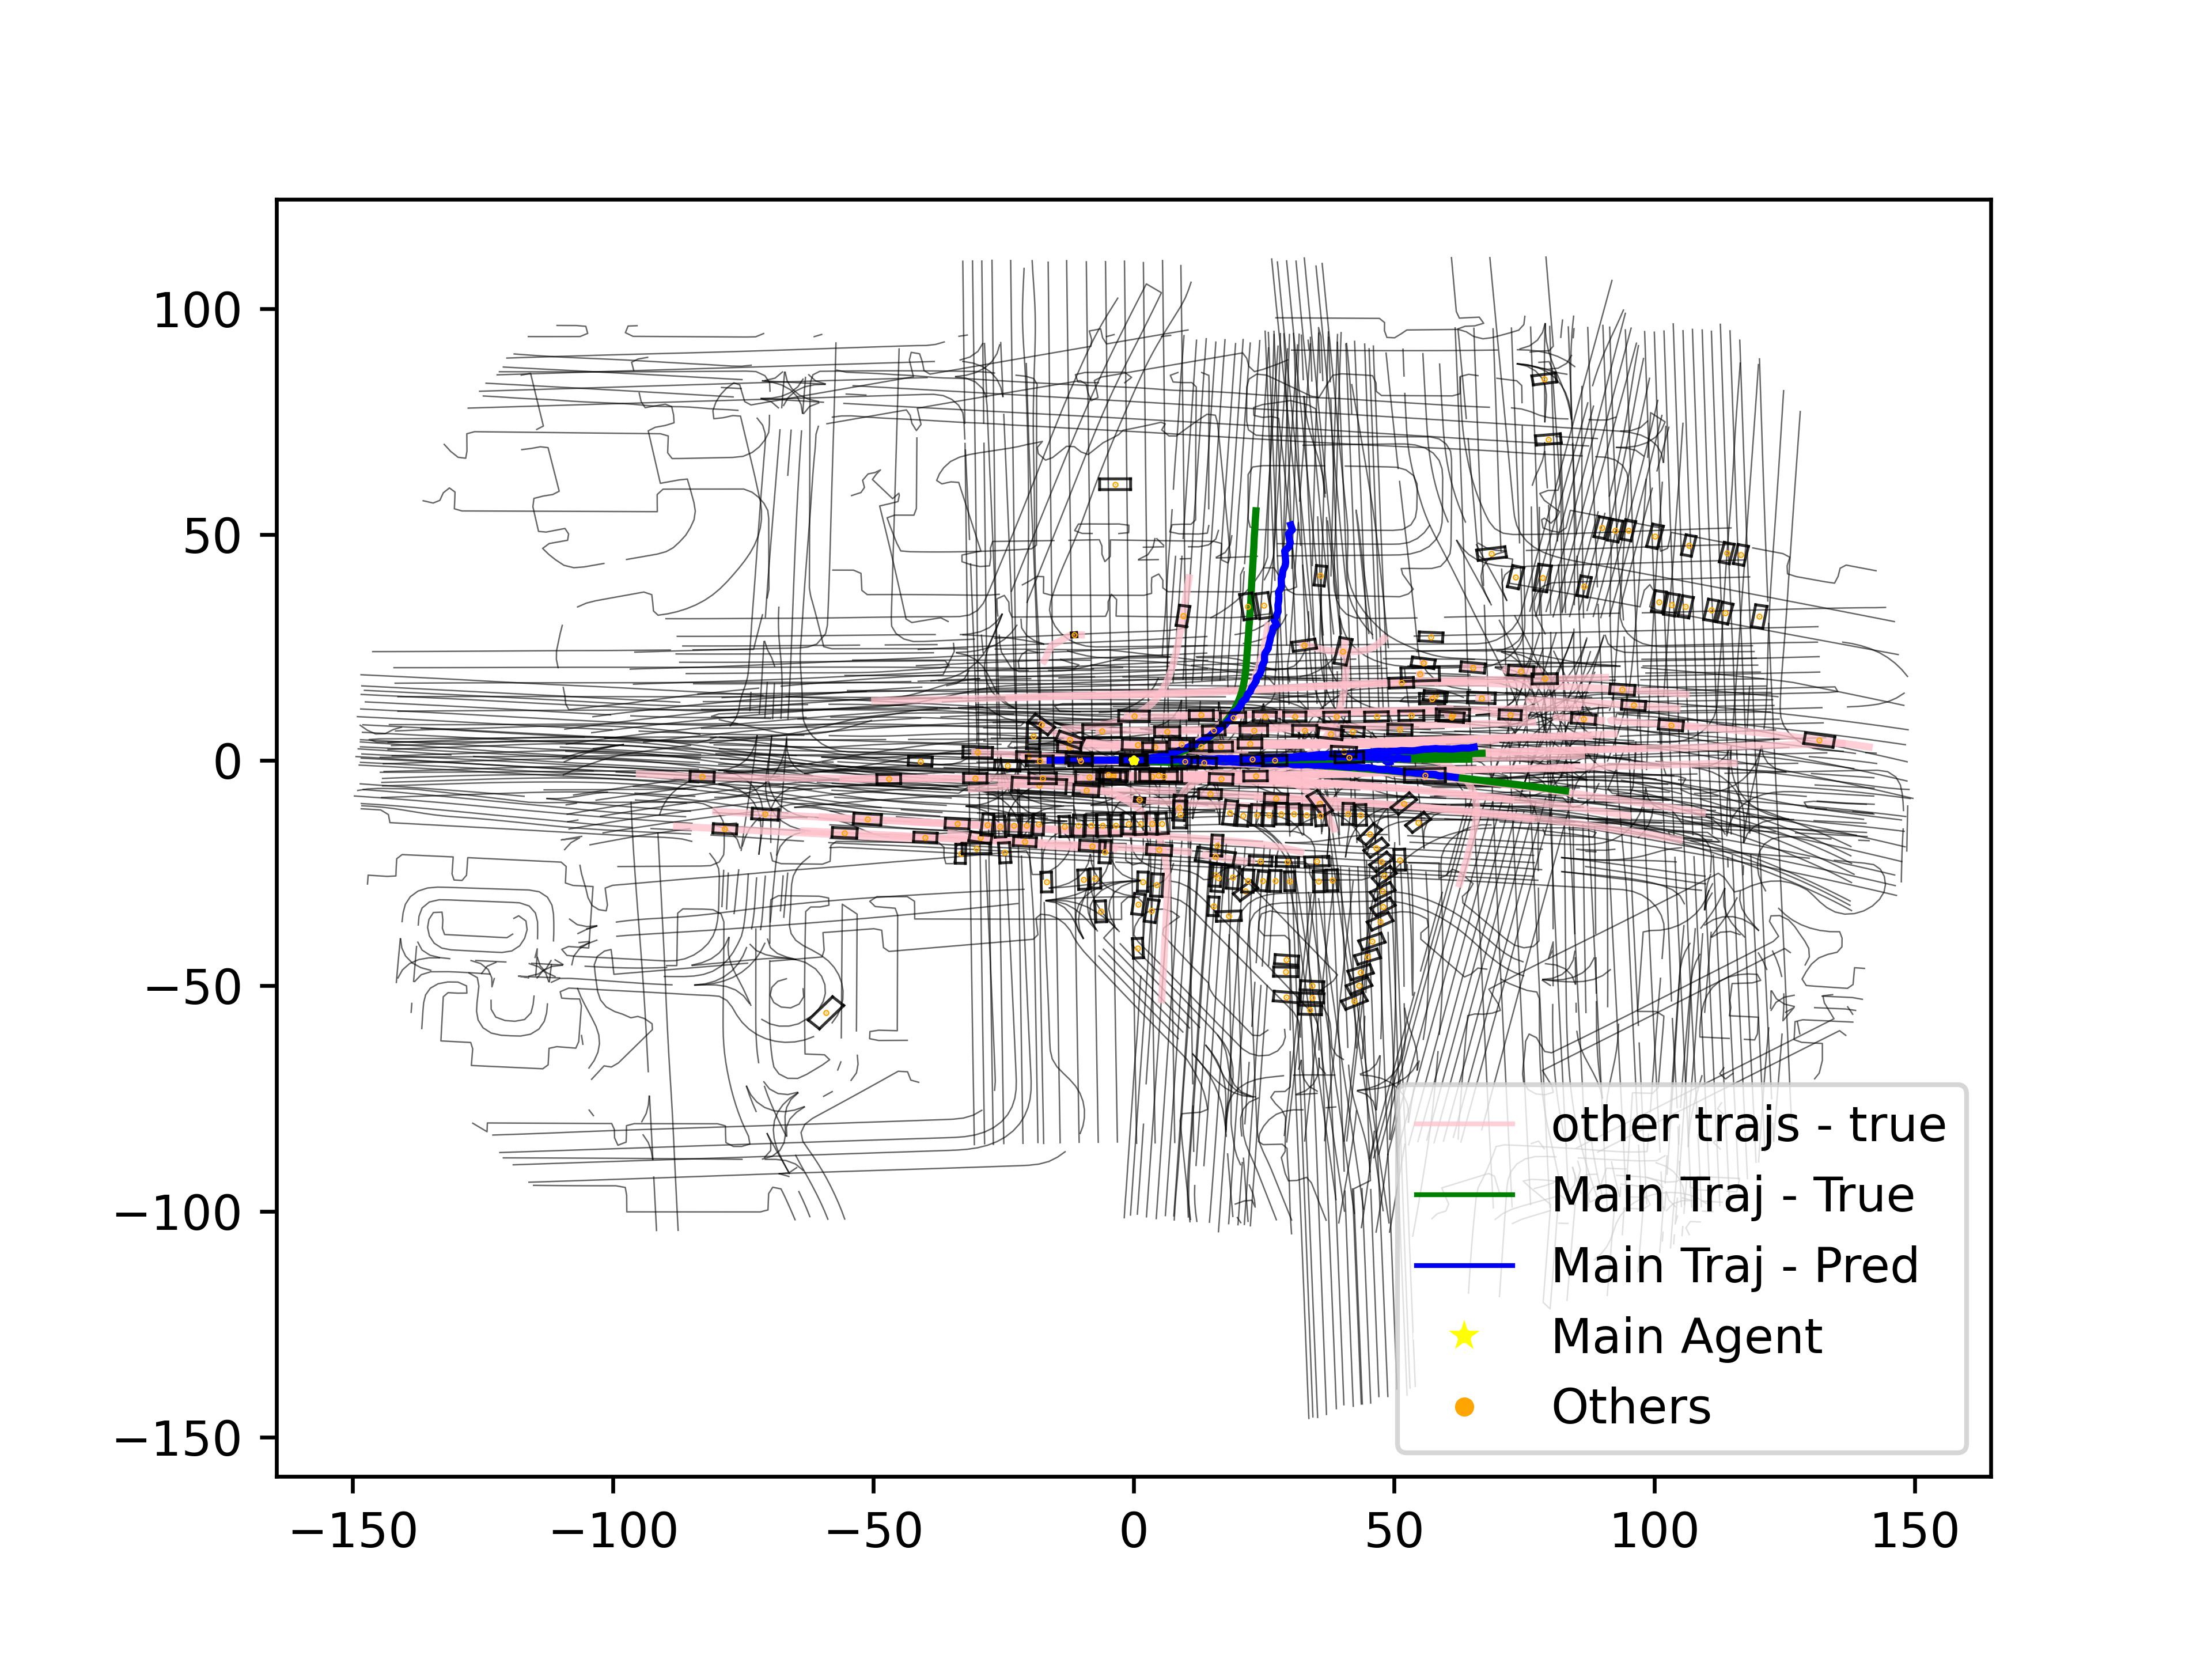 100
50
0
−50
−100
−150
−150
−100
−50
0
50
100
150
other trajs - true
Main Traj - True
Main Traj - Pred
Main Agent
Others